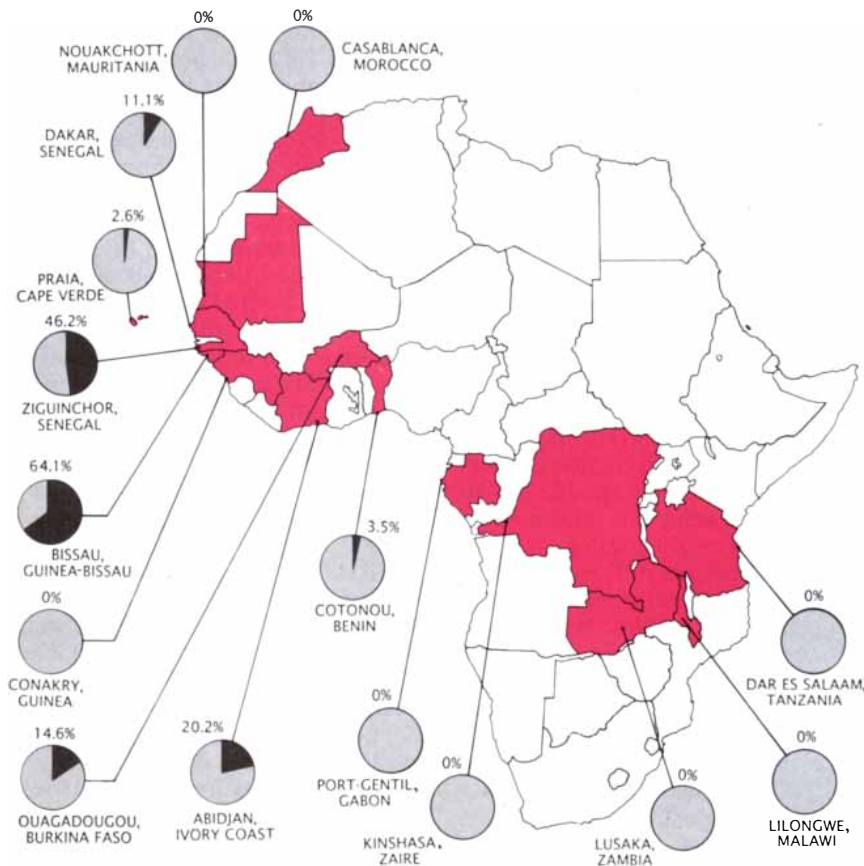 0%
NOUAKCHOTT,
MAURITANIA
0%
CASABLANCA,
MOROCCO
11.1%
DAKAR,
SENEGAL
2.6%
PRAIA,
CAPE VERDE
46.2%
ZIGUINCHOR,
SENEGAL
64.1%
BISSAU,
GUINEA-BISSAU
0%
CONAKRY,
GUINEA
14.6%
OUAGADOUGOU,
BURKINA FASO
20.2%
ABIDJAN,
IVORY COAST
3.5%
COTONOU,
BENIN
0%
PORT-GENTIL,
GABON
0%
KINSHASA,
ZAIRE
0%
LUSAKA,
ZAMBIA
0%
LILONGWE,
MALAWI
0%
DAR ES SALAAM,
TANZANIA